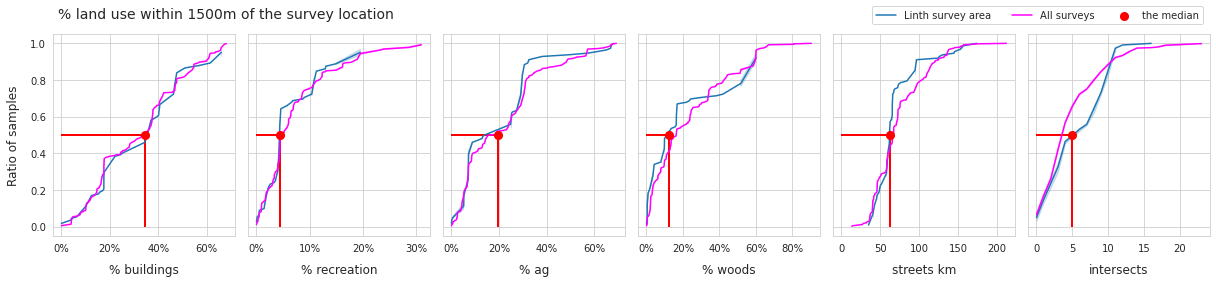 % land use within 1500m of the survey location
Linth survey area All surveys the median
Ratio of samples
1.0
0.8
0.6
0.4
0.2
0.0
0% 20% 40% 60%
% buildings
0% 10% 20% 30%
% recreation
0% 20% 40% 60%
% ag
0% 20% 40% 60% 80%
% woods
0 50 100 150 200
streets km
0 5 10 15 20
intersects